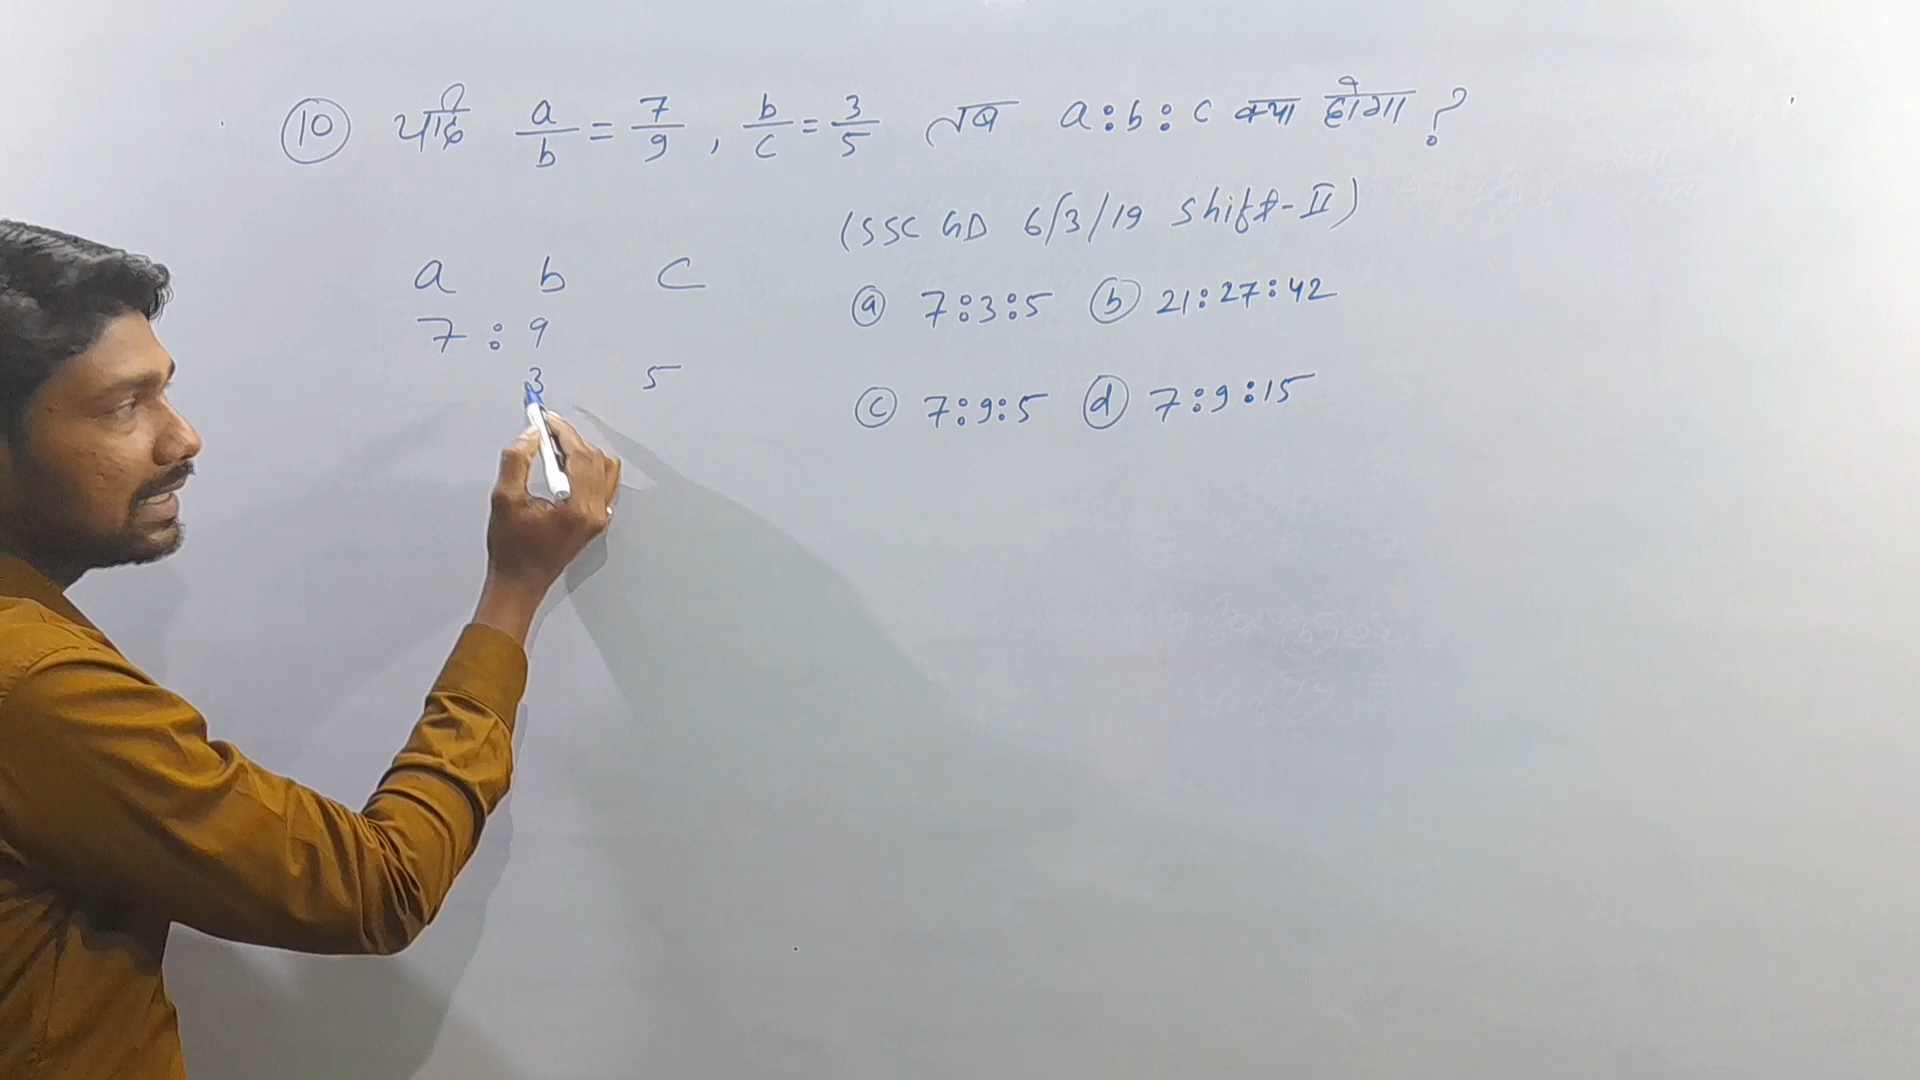 10 यदि a/b = 7/9 , b/c = 3/5 तब a:b:c क्या होगा ?
(SSC GD 6/3/19 Shift-II)
a b c
7 : 9
3 5
(a) 7:3:5 (b) 21:27:42
(c) 7:9:5 (d) 7:9:15